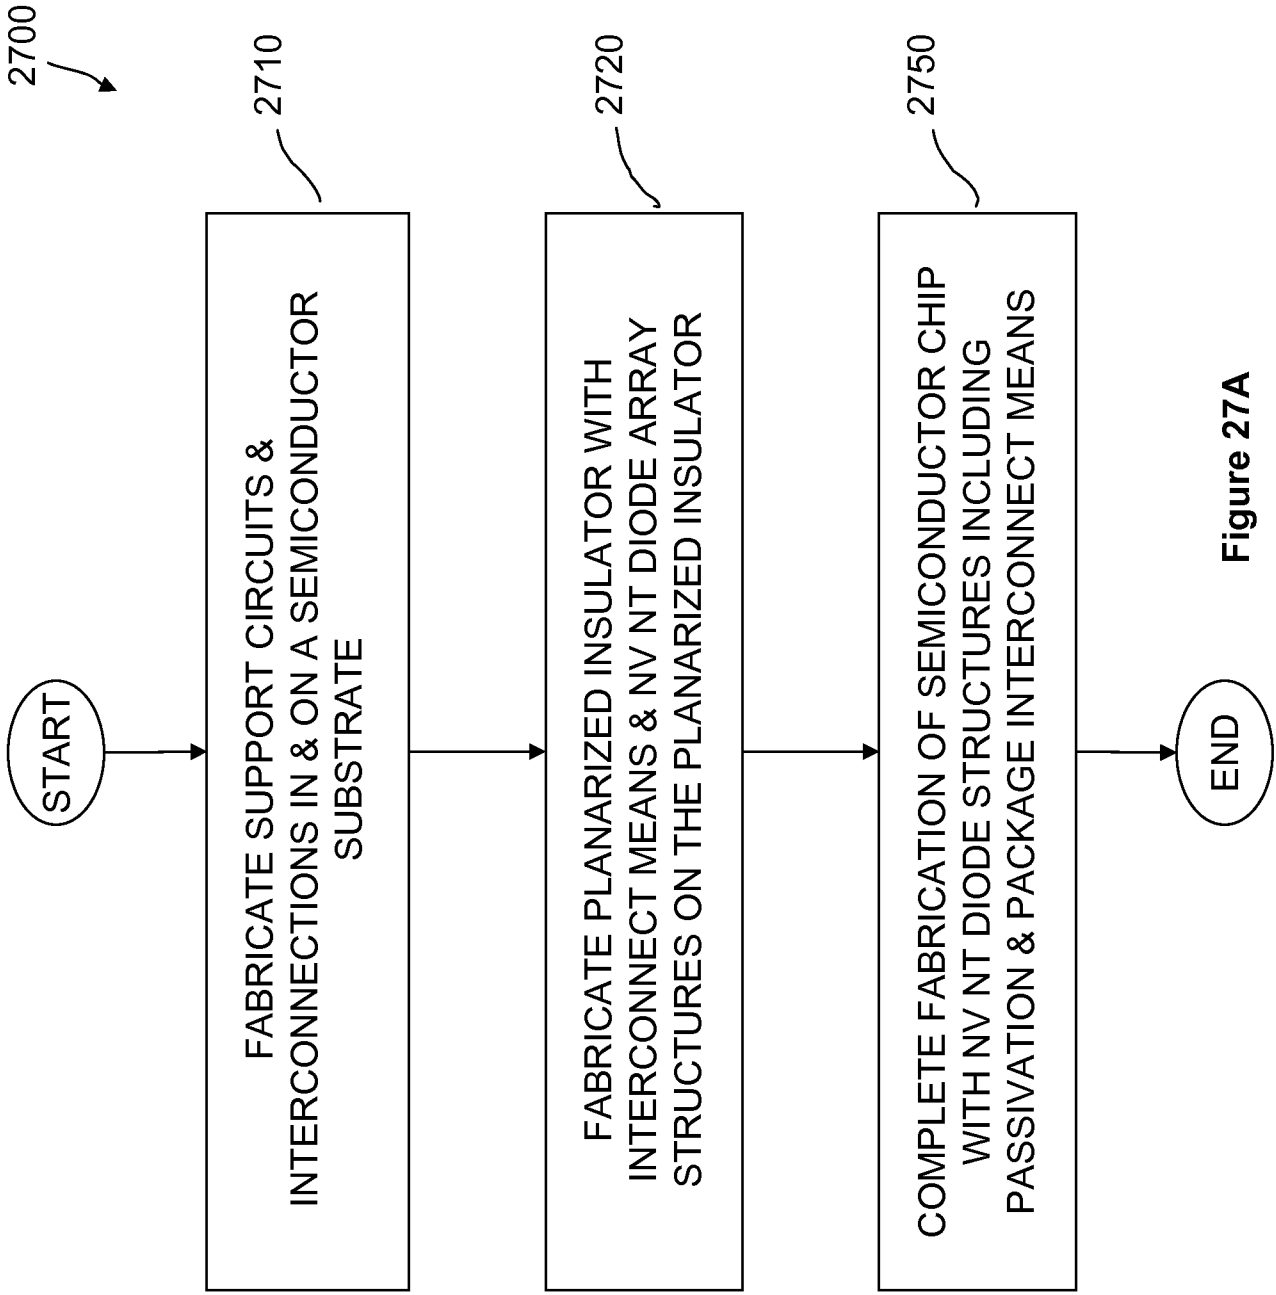 2700
START
2710
FABRICATE SUPPORT CIRCUITS &
INTERCONNECTIONS IN & ON A SEMICONDUCTOR
SUBSTRATE
2720
FABRICATE PLANARIZED INSULATOR WITH
INTERCONNECT MEANS & NV NT DIODE ARRAY
STRUCTURES ON THE PLANARIZED INSULATOR
2750
COMPLETE FABRICATION OF SEMICONDUCTOR CHIP
WITH NV NT DIODE STRUCTURES INCLUDING
PASSIVATION & PACKAGE INTERCONNECT MEANS
END
Figure 27A